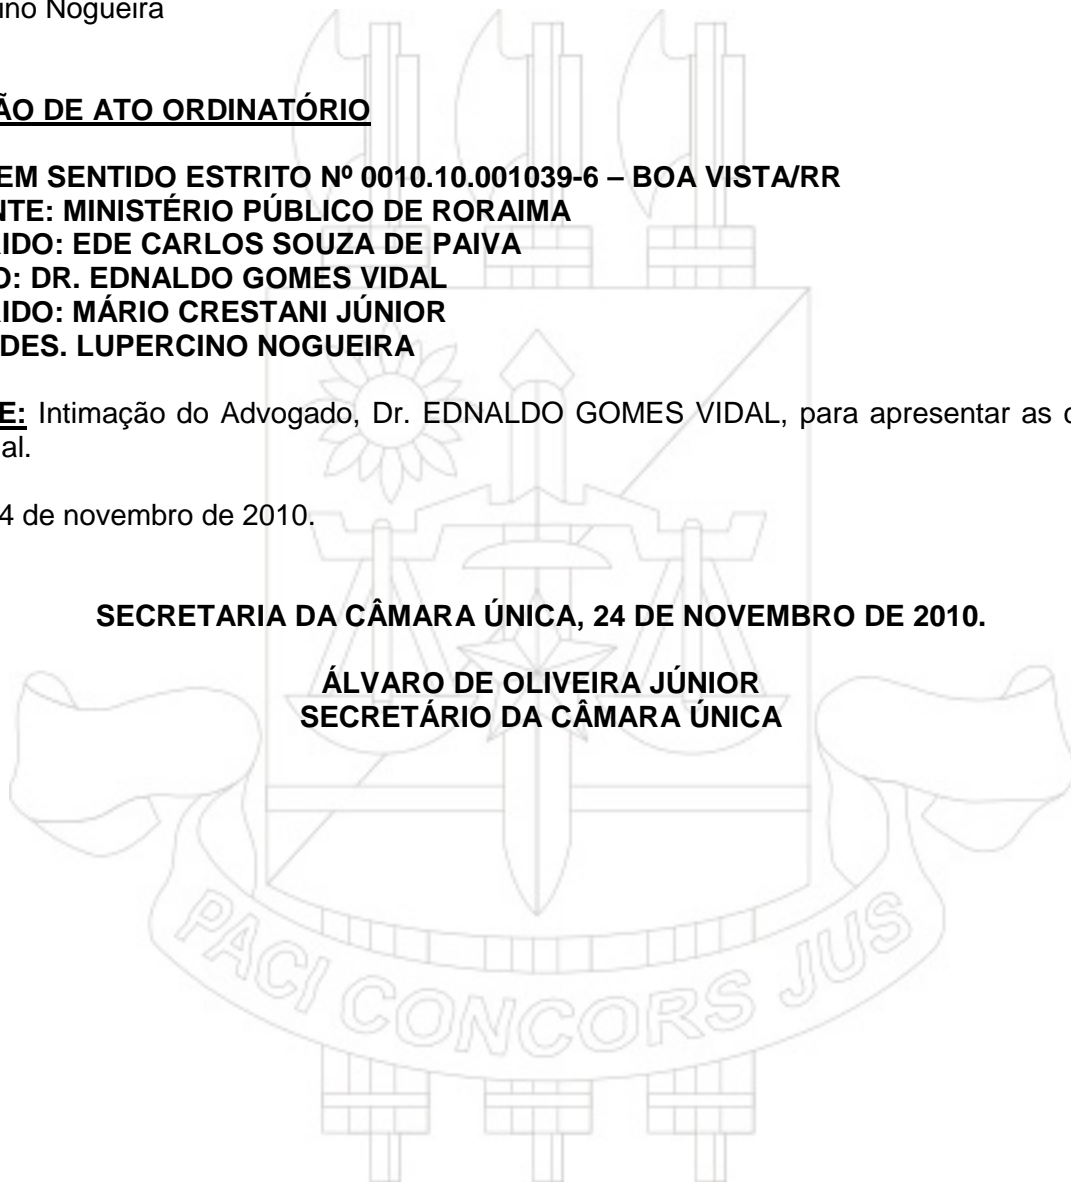 ino Nogueira
ÃO DE ATO ORDINATÓRIO
EM SENTIDO ESTRITO Nº 0010.10.001039-6 – BOA VISTA/RR
NTE: MINISTÉRIO PÚBLICO DE RORAIMA
RIDO: EDE CARLOS SOUZA DE PAIVA
O: DR. EDNALDO GOMES VIDAL
RIDO: MÁRIO CRESTANI JÚNIOR
DES. LUPERCINO NOGUEIRA
E: Intimação do Advogado, Dr. EDNALDO GOMES VIDAL, para apresentar as c
al.
4 de novembro de 2010.
SECRETARIA DA CÂMARA ÚNICA, 24 DE NOVEMBRO DE 2010.
ÁLVARO DE OLIVEIRA JÚNIOR
SECRETÁRIO DA CÂMARA ÚNICA
PACI CONCORS JUS